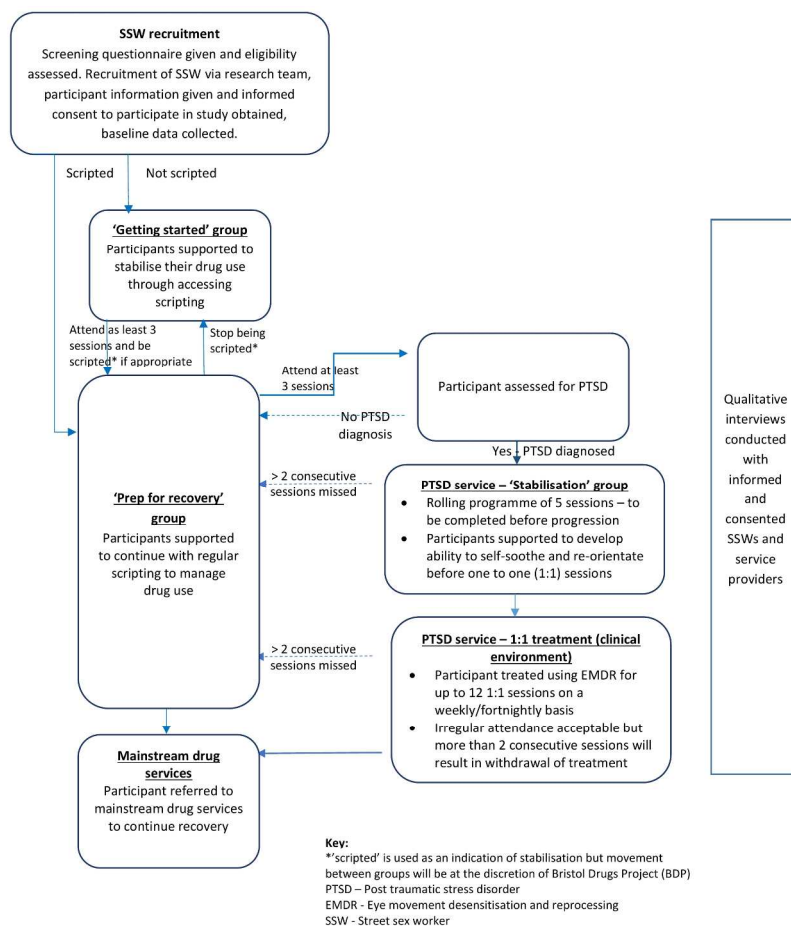 SSW recruitment
Screening questionnaire given and eligibility
assessed. Recruitment of SSW via research team,
participant information given and informed
consent to participate in study obtained,
baseline data collected.
Scripted
Not scripted
'Getting started' group
Participants supported to
stabilise their drug use
through accessing
scripting
Attend as least 3
sessions and be
scripted* if appropriate
Stop being
scripted*
Attend at least
3 sessions
Participant assessed for PTSD
No PTSD
diagnosis
Yes - PTSD diagnosed
'Prep for recovery'
group
Participants supported
to continue with regular
scripting to manage
drug use
> 2 consecutive
sessions missed
PTSD service – 'Stabilisation' group
• Rolling programme of 5 sessions – to
be completed before progression
• Participants supported to develop
ability to self-soothe and re-orientate
before one to one (1:1) sessions
> 2 consecutive
sessions missed
PTSD service – 1:1 treatment (clinical
environment)
• Participant treated using EMDR for
up to 12 1:1 sessions on a
weekly/fortnightly basis
• Irregular attendance acceptable but
more than 2 consecutive sessions will
result in withdrawal of treatment
Mainstream drug
services
Participant referred to
mainstream drug services
to continue recovery
Qualitative
interviews
conducted
with
informed
and
consented
SSWs and
service
providers
Key:
*'scripted' is used as an indication of stabilisation but movement
between groups will be at the discretion of Bristol Drugs Project (BDP)
PTSD – Post traumatic stress disorder
EMDR - Eye movement desensitisation and reprocessing
SSW - Street sex worker